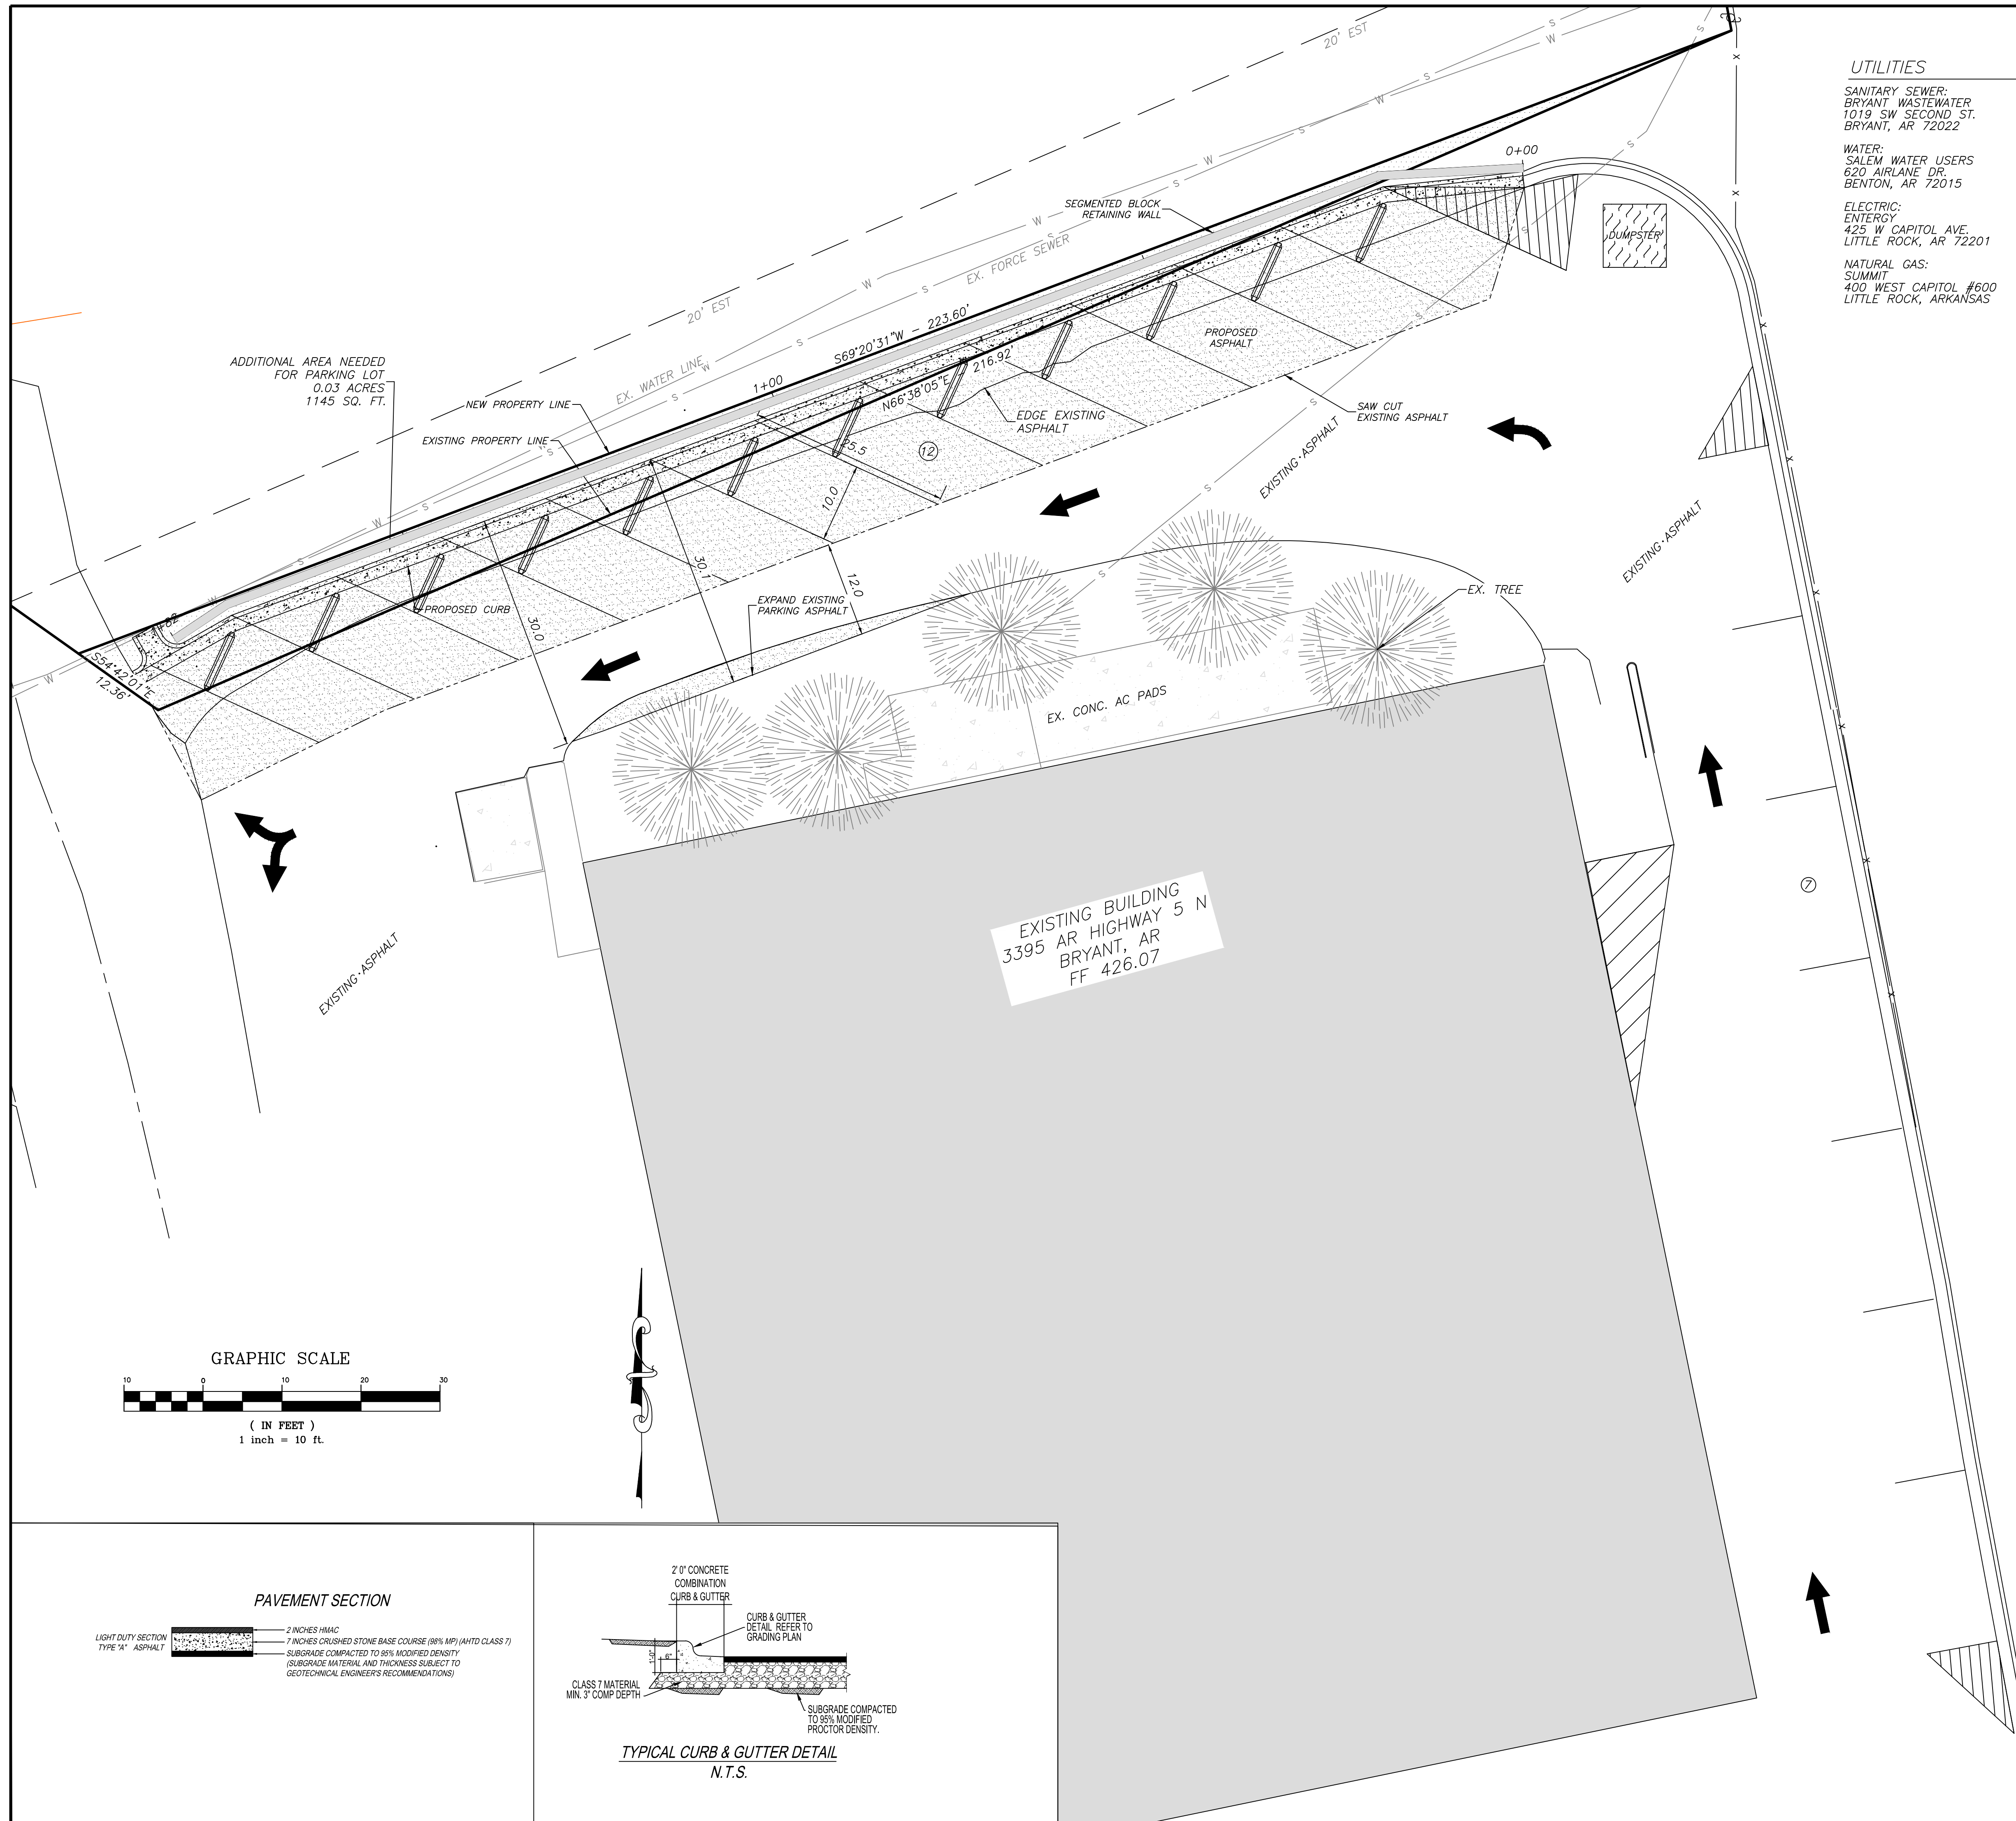 20' EST
UTILITIES
SANITARY SEWER:
BRYANT WASTEWATER
1019 SW SECOND ST.
BRYANT, AR 72022
WATER:
SALEM WATER USERS
620 AIRLANE DR.
BENTON, AR 72015
ELECTRIC:
ENTERGY
425 W CAPITOL AVE.
LITTLE ROCK, AR 72201
NATURAL GAS:
SUMMIT
400 WEST CAPITOL #600
LITTLE ROCK, ARKANSAS
0+00
SEGMENTED BLOCK
RETAINING WALL
DUMPSTER
EX. FORCE SEWER
20' EST
S69°20'31"W - 223.60'
PROPOSED
ASPHALT
ADDITIONAL AREA NEEDED
FOR PARKING LOT
0.03 ACRES
1145 SQ. FT.
EX. WATER LINE
1+00
N66°38'05"E
216.92'
NEW PROPERTY LINE
EDGE EXISTING
ASPHALT
SAW CUT
EXISTING ASPHALT
EXISTING PROPERTY LINE
25.5
12
10.0
EXISTING ASPHALT
EXISTING ASPHALT
30.1
12.0
PROPOSED CURB
30.0
EXPAND EXISTING
PARKING ASPHALT
EX. TREE
S54°42'01"E
12.36'
EX. CONC. AC PADS
7
EXISTING BUILDING
3395 AR HIGHWAY 5 N
BRYANT, AR
FF 426.07
EXISTING ASPHALT
GRAPHIC SCALE
10 0 10 20 30
( IN FEET )
1 inch = 10 ft.
PAVEMENT SECTION
LIGHT DUTY SECTION
TYPE "A" ASPHALT
2 INCHES HMAC
7 INCHES CRUSHED STONE BASE COURSE (98% MP) (AHTD CLASS 7)
SUBGRADE COMPACTED TO 95% MODIFIED DENSITY
(SUBGRADE MATERIAL AND THICKNESS SUBJECT TO
GEOTECHNICAL ENGINEER'S RECOMMENDATIONS)
2' 0" CONCRETE
COMBINATION
CURB & GUTTER
CURB & GUTTER
DETAIL REFER TO
GRADING PLAN
1'-0"
6"
CLASS 7 MATERIAL
MIN. 3" COMP DEPTH
SUBGRADE COMPACTED
TO 95% MODIFIED
PROCTOR DENSITY.
TYPICAL CURB & GUTTER DETAIL
N.T.S.